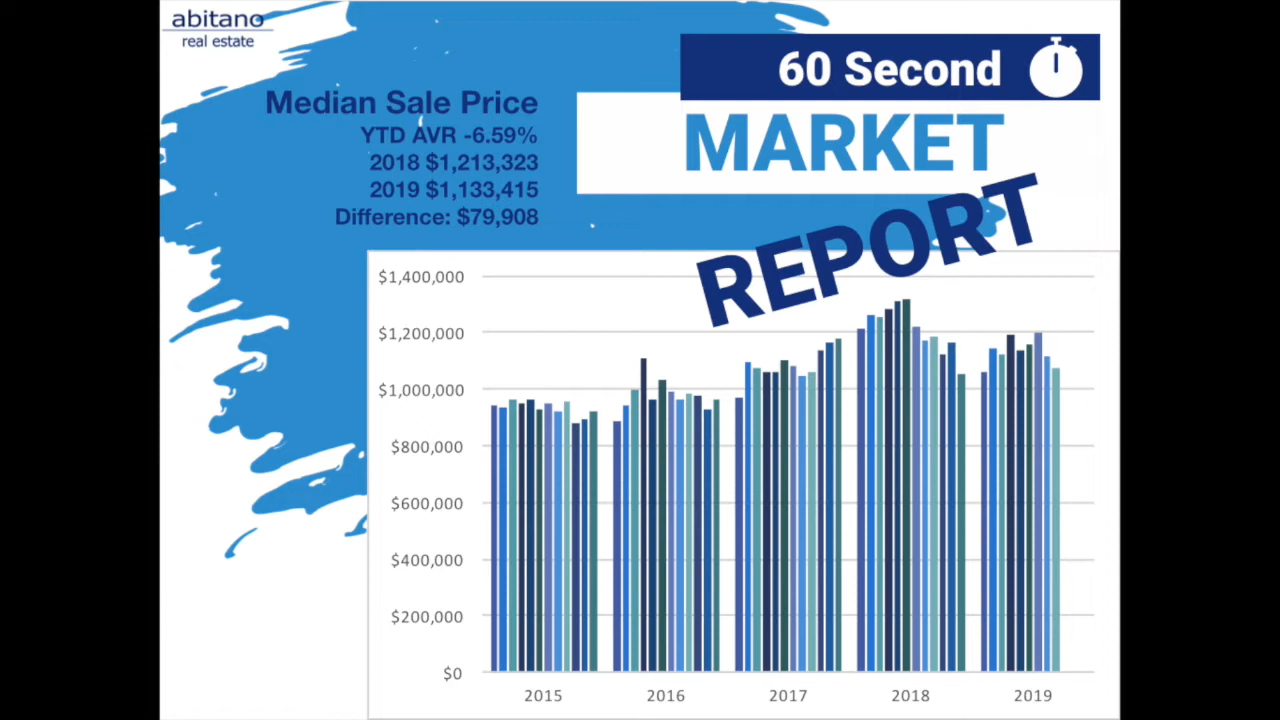 abitano
real estate
60 Second
MARKET
REPORT
Median Sale Price
YTD AVR -6.59%
2018 $1,213,323
2019 $1,133,415
Difference: $79,908
$1,400,000
$1,200,000
$1,000,000
$800,000
$600,000
$400,000
$200,000
$0
2015 2016 2017 2018 2019